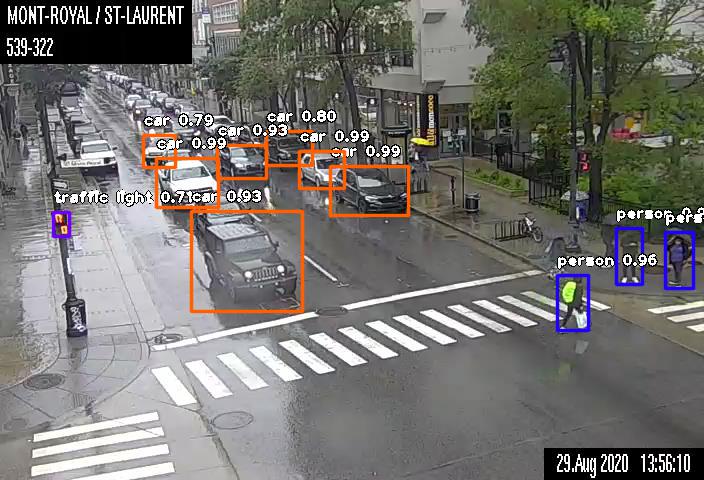 MONT-ROYAL / ST-LAURENT
539-322
car 0.79
car 0.80
car 0.93
car 0.99
car 0.99
car 0.99
traffic light 0.71
car 0.93
person
pers
person 0.96
29.Aug 2020 13:56:10